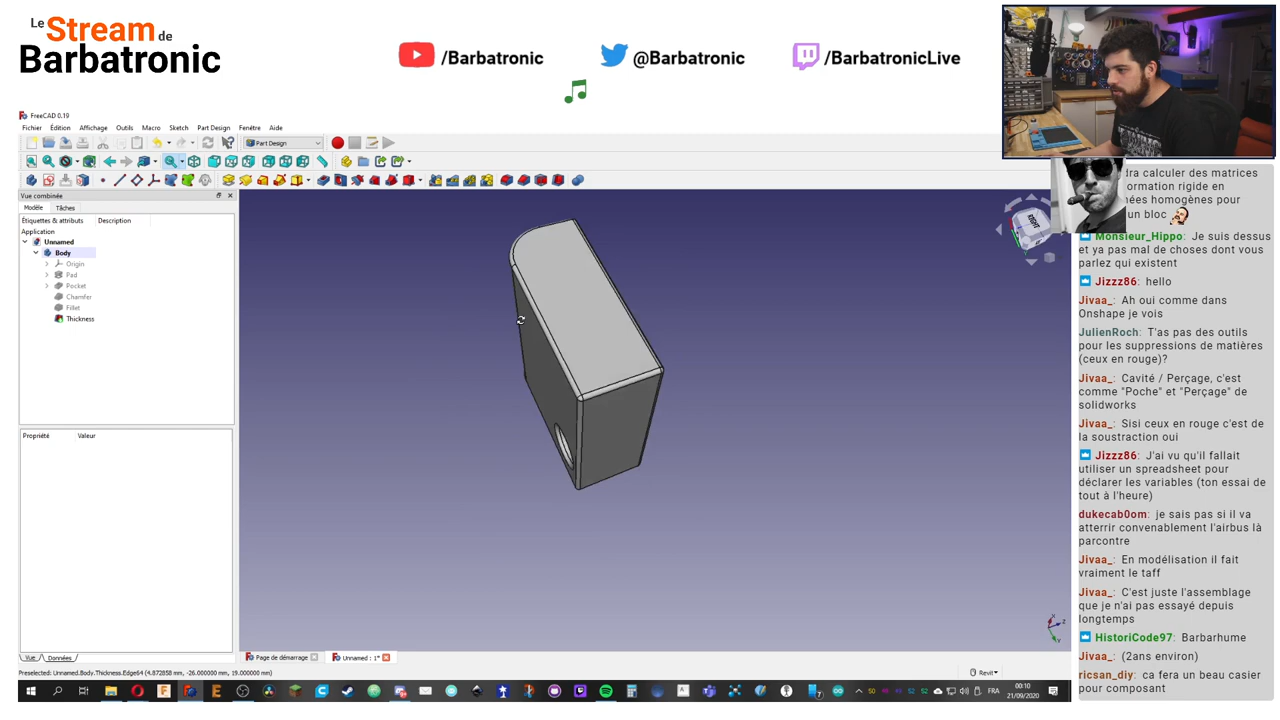 Le Stream de
Barbatronic
/Barbatronic
@Barbatronic
/BarbatronicLive
FreeCAD 0.19
Fichier Édition Affichage Outils Macro Sketch Part Design Fenêtre Aide
Part Design
Vue combinée
Modèle Tâches
Étiquettes & attributs Description
Application
Unnamed
Body
Origin
Pad
Pocket
Chamfer
Fillet
Thickness
Propriété Valeur
Vue Données
Page de démarrage
Unnamed : 1*
Preselected: Unnamed.Body.Thickness.Edge64 (4.872858 mm, -26.000000 mm, 19.000000 mm)
Revit
RIGHT
dra calculer des matrices
ormation rigide en
nées homogènes pour
un bloc
Monsieur_Hippo: Je suis dessus
et ya pas mal de choses dont vous
parlez qui existent
Jizzz86: hello
Jivaa_: Ah oui comme dans
Onshape je vois
JulienRoch: T'as pas des outils
pour les suppressions de matières
(ceux en rouge)?
Jivaa_: Cavité / Perçage, c'est
comme "Poche" et "Perçage" de
solidworks
Jivaa_: Sisi ceux en rouge c'est de
la soustraction oui
Jizzz86: J'ai vu qu'il fallait
utiliser un spreadsheet pour
déclarer les variables (ton essai de
tout à l'heure)
dukecab0om: je sais pas si il va
atterrir convenablement l'airbus là
parcontre
Jivaa_: En modélisation il fait
vraiment le taff
Jivaa_: C'est juste l'assemblage
que je n'ai pas essayé depuis
longtemps
HistoriCode97: Barbarhume
Jivaa_: (2ans environ)
ricsan_diy: ca fera un beau casier
pour composant
FRA
00:10
21/09/2020